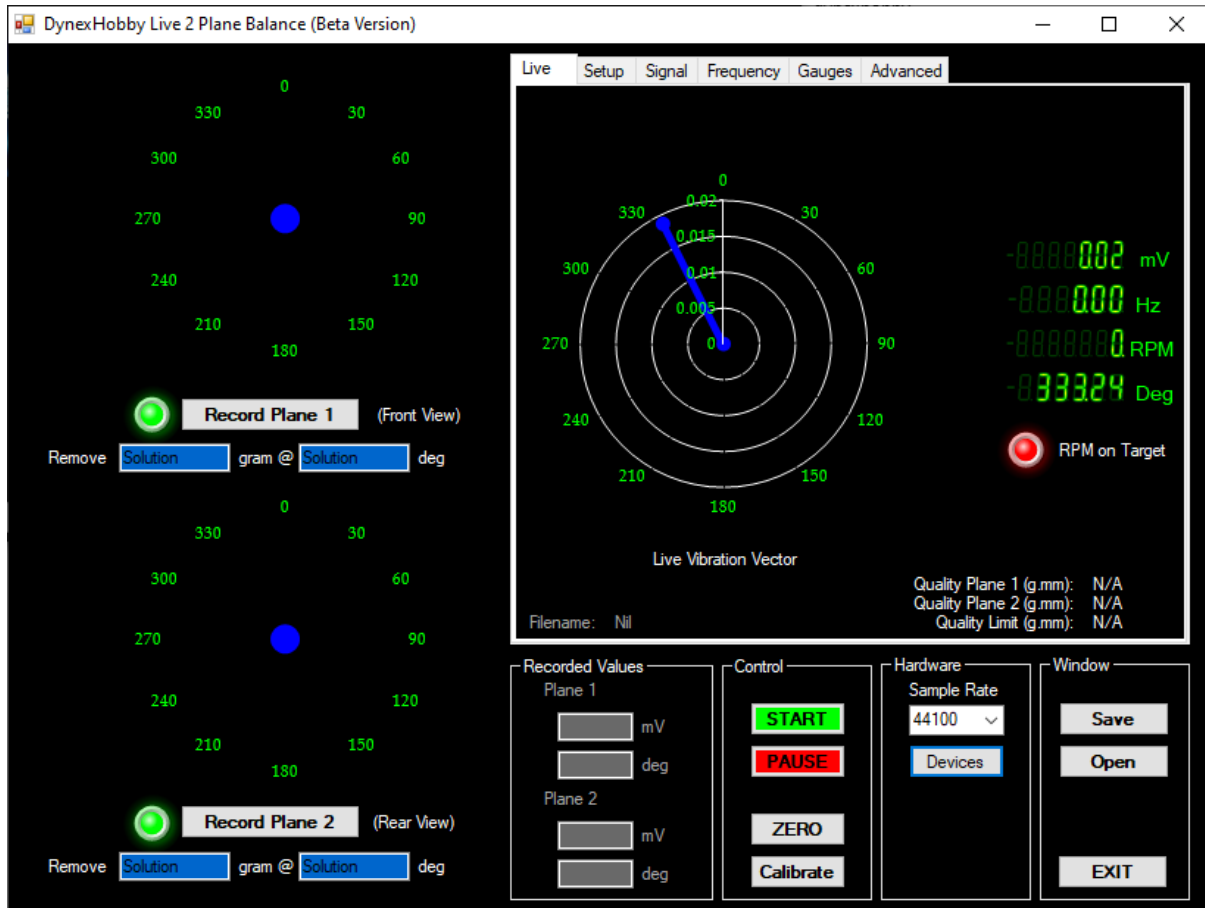 DynexHobby Live 2 Plane Balance (Beta Version)
0
330 30
300 60
270 90
240 120
210 150
180
Record Plane 1 (Front View)
Remove Solution gram @ Solution deg
0
330 30
300 60
270 90
240 120
210 150
180
Record Plane 2 (Rear View)
Remove Solution gram @ Solution deg
Live Setup Signal Frequency Gauges Advanced
0
330 0.02 30
0.015
300 0.01 60
0.005
270 0 90
240 120
210 150
180
0.02 mV
0.00 Hz
0. RPM
333.24 Deg
RPM on Target
Live Vibration Vector
Quality Plane 1 (g.mm): N/A
Quality Plane 2 (g.mm): N/A
Filename: Nil Quality Limit (g.mm): N/A
Recorded Values
Plane 1
mV
deg
Plane 2
mV
deg
Control
START
PAUSE
ZERO
Calibrate
Hardware
Sample Rate
44100
Devices
Window
Save
Open
EXIT